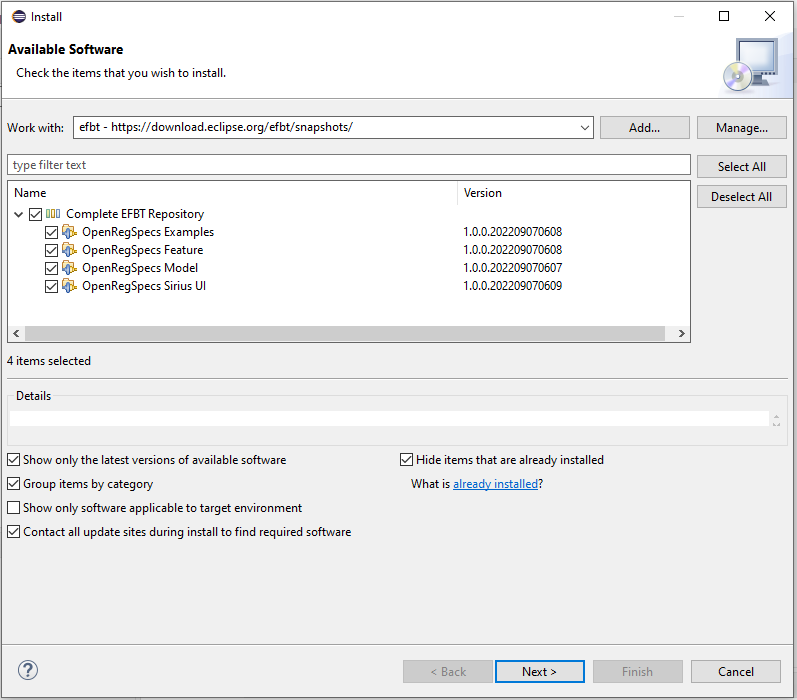 Install
Available Software
Check the items that you wish to install.
Work with: efbt - https://download.eclipse.org/efbt/snapshots/ Add... Manage...
type filter text Select All
Name Version Deselect All
Complete EFBT Repository
OpenRegSpecs Examples 1.0.0.202209070608
OpenRegSpecs Feature 1.0.0.202209070608
OpenRegSpecs Model 1.0.0.202209070607
OpenRegSpecs Sirius UI 1.0.0.202209070609
4 items selected
Details
Show only the latest versions of available software Hide items that are already installed
Group items by category What is already installed?
Show only software applicable to target environment
Contact all update sites during install to find required software
? < Back Next > Finish Cancel